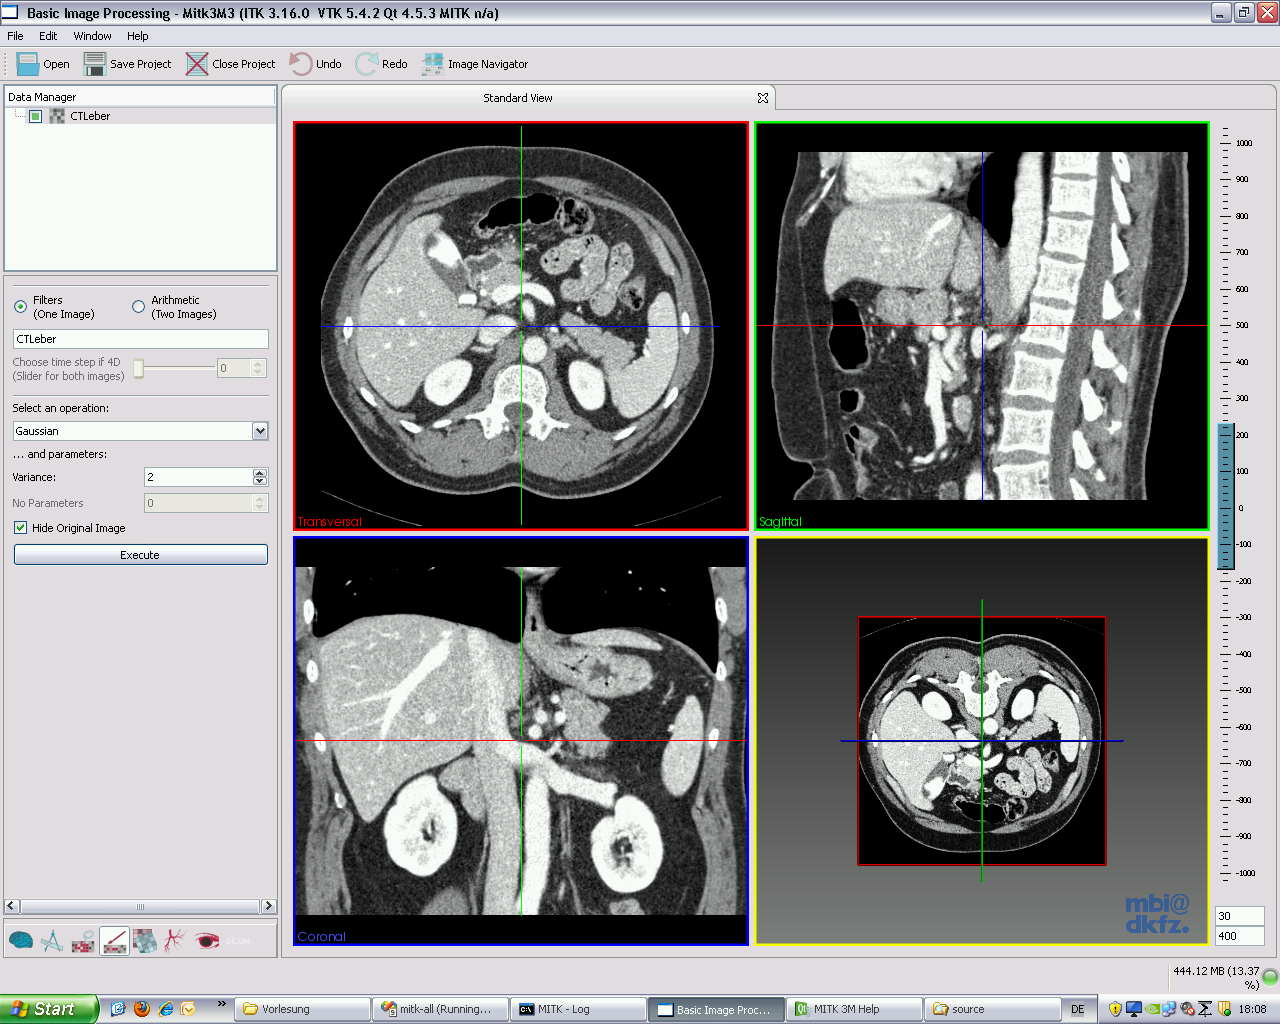 Basic Image Processing - Mitk3M3 (ITK 3.16.0  VTK 5.4.2 Qt 4.5.3 MITK n/a)
File Edit Window Help
Open Save Project Close Project Undo Redo Image Navigator
Data Manager
CTLeber
Filters
(One Image)
Arithmetic
(Two Images)
CTLeber
Choose time step if 4D
(Slider for both images)
0
Select an operation:
Gaussian
... and parameters:
Variance:
2
No Parameters
0
Hide Original Image
Execute
DICOM
Standard View
Transversal
Sagittal
Coronal
mbi@
dkfz.
1000
900
800
700
600
500
400
300
200
100
0
-100
-200
-300
-400
-500
-600
-700
-800
-900
-1000
30
400
444.12 MB (13.37
%)
Start
»
Vorlesung
mitk-all (Running...
MITK - Log
Basic Image Proc...
MITK 3M Help
source
DE
18:08